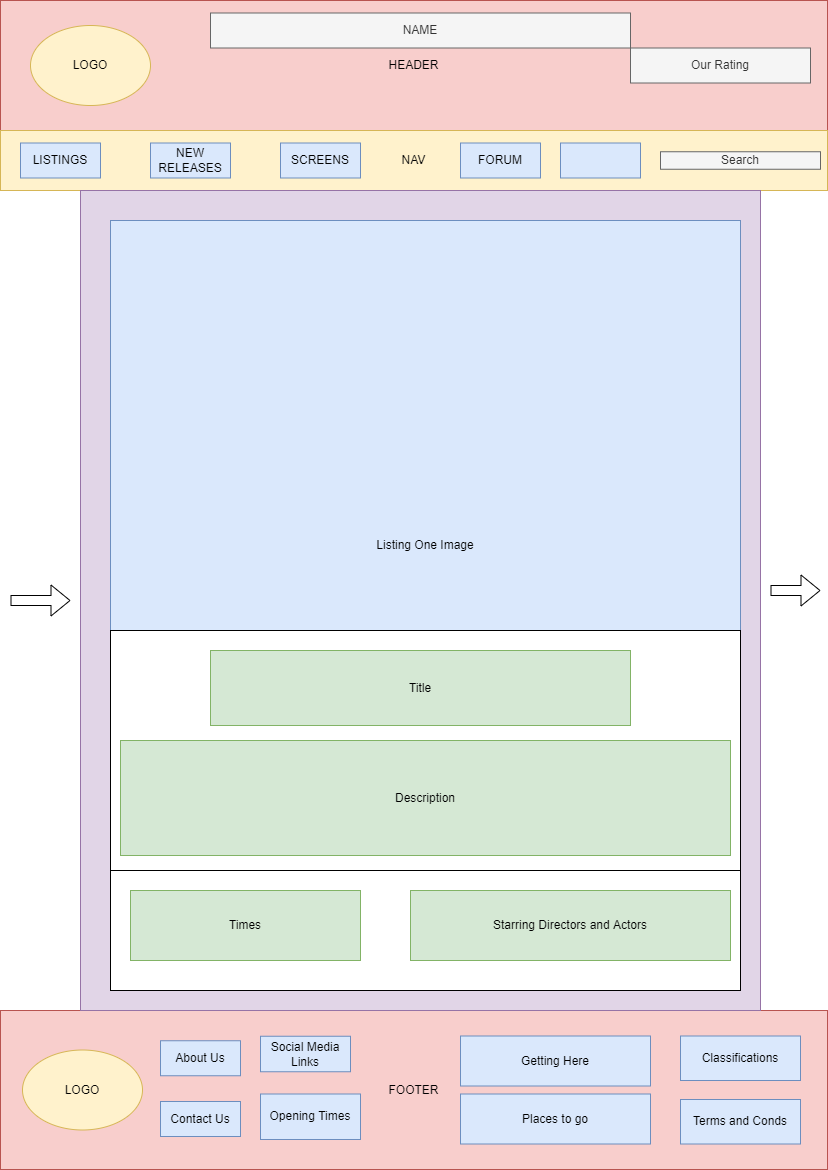 NAME
LOGO
HEADER
Our Rating
LISTINGS
NEW
RELEASES
SCREENS
NAV
FORUM
Search
Listing One Image
Title
Description
Times
Starring Directors and Actors
LOGO
About Us
Social Media
Links
Contact Us
Opening Times
FOOTER
Getting Here
Places to go
Classifications
Terms and Conds